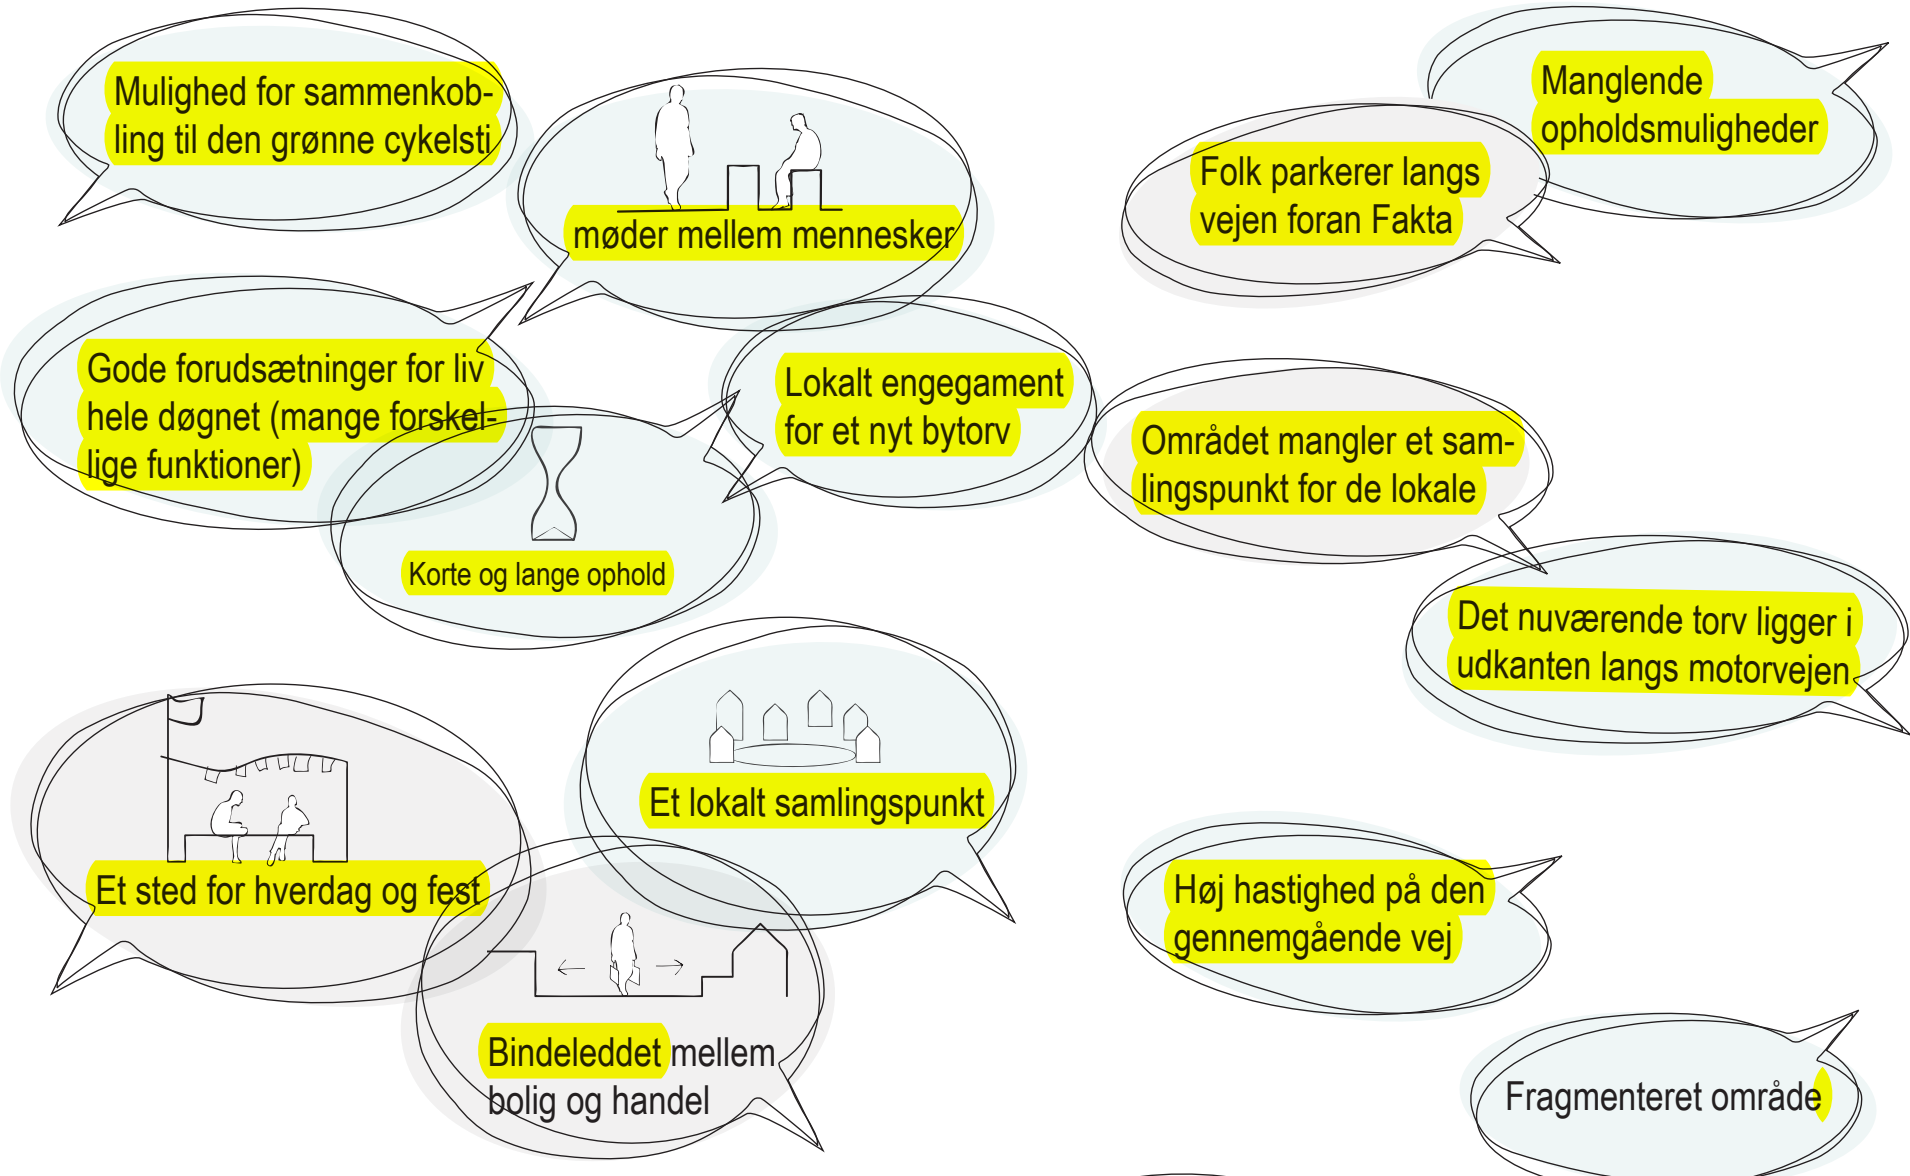 Mulighed for sammenkob-
ling til den grønne cykelsti
møder mellem mennesker
Gode forudsætninger for liv
hele døgnet (mange forskel-
lige funktioner)
Lokalt engegament
for et nyt bytorv
Korte og lange ophold
Et lokalt samlingspunkt
Et sted for hverdag og fest
Bindeleddet mellem
bolig og handel
Manglende
opholdsmuligheder
Folk parkerer langs
vejen foran Fakta
Området mangler et sam-
lingspunkt for de lokale
Det nuværende torv ligger i
udkanten langs motorvejen
Høj hastighed på den
gennemgående vej
Fragmenteret område